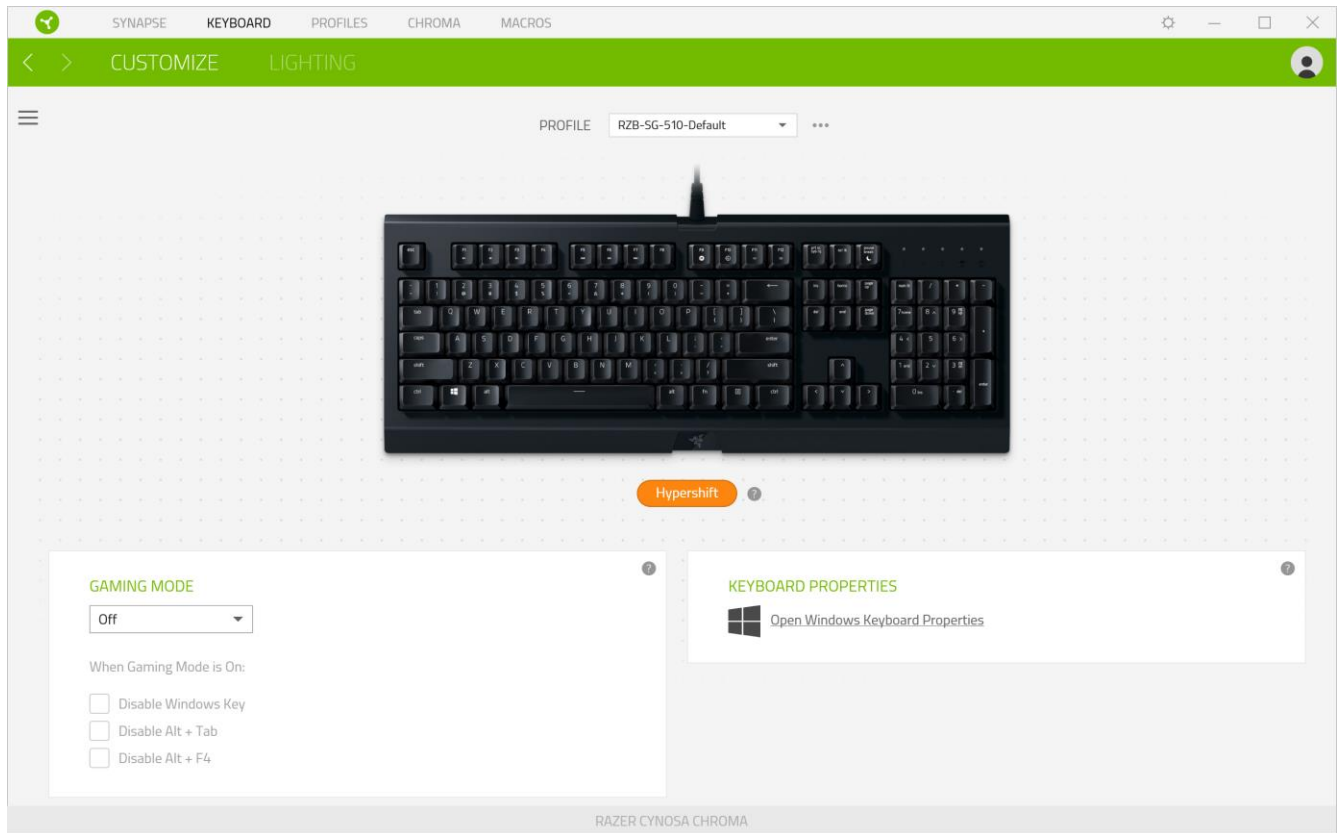 SYNAPSE KEYBOARD PROFILES CHROMA MACROS
CUSTOMIZE LIGHTING
PROFILE RZB-SG-510-Default
Hypershift ?
GAMING MODE ?
Off
When Gaming Mode is On:
Disable Windows Key
Disable Alt + Tab
Disable Alt + F4
KEYBOARD PROPERTIES ?
Open Windows Keyboard Properties
RAZER CYNOSA CHROMA